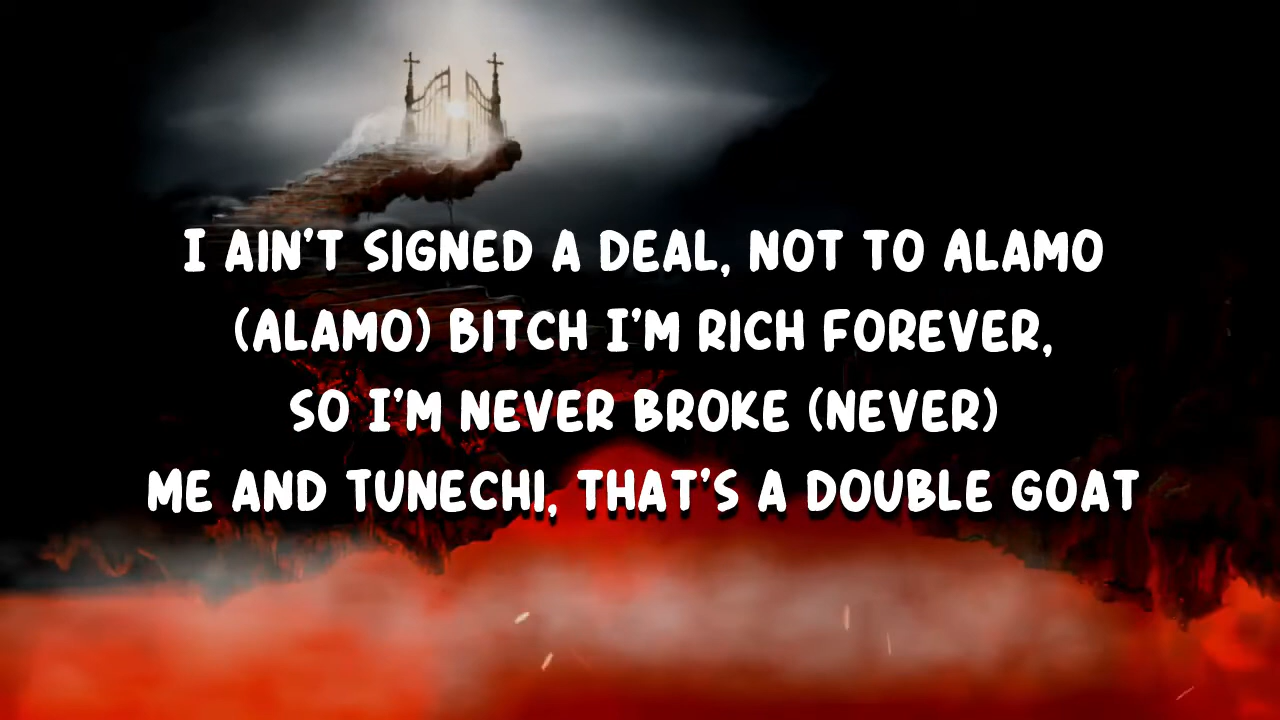 I AIN'T SIGNED A DEAL, NOT TO ALAMO
(ALAMO) BITCH I'M RICH FOREVER,
SO I'M NEVER BROKE (NEVER)
ME AND TUNECHI, THAT'S A DOUBLE GOAT